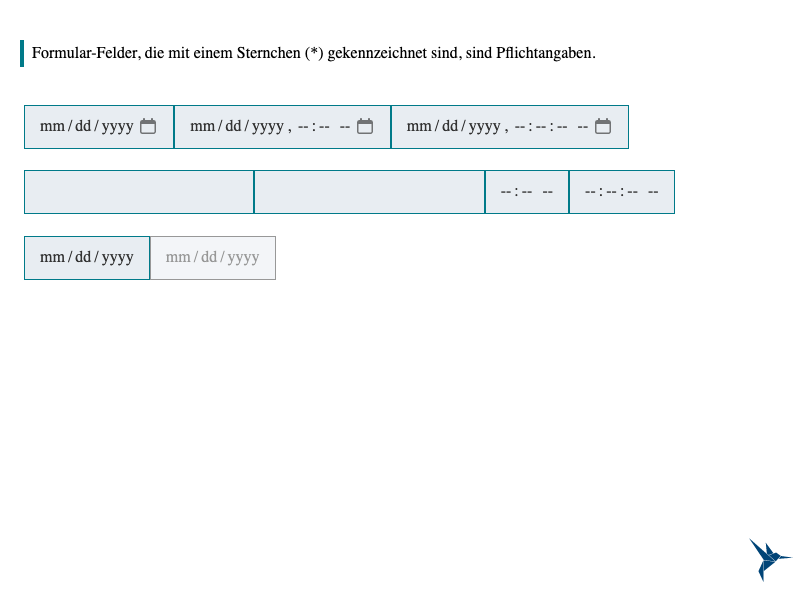 Formular-Felder, die mit einem Sternchen (*) gekennzeichnet sind, sind Pflichtangaben.
mm/dd/yyyy mm/dd/yyyy, --:-- -- mm/dd/yyyy, --:--:-- --
--:-- -- --:--:-- --
mm/dd/yyyy mm/dd/yyyy